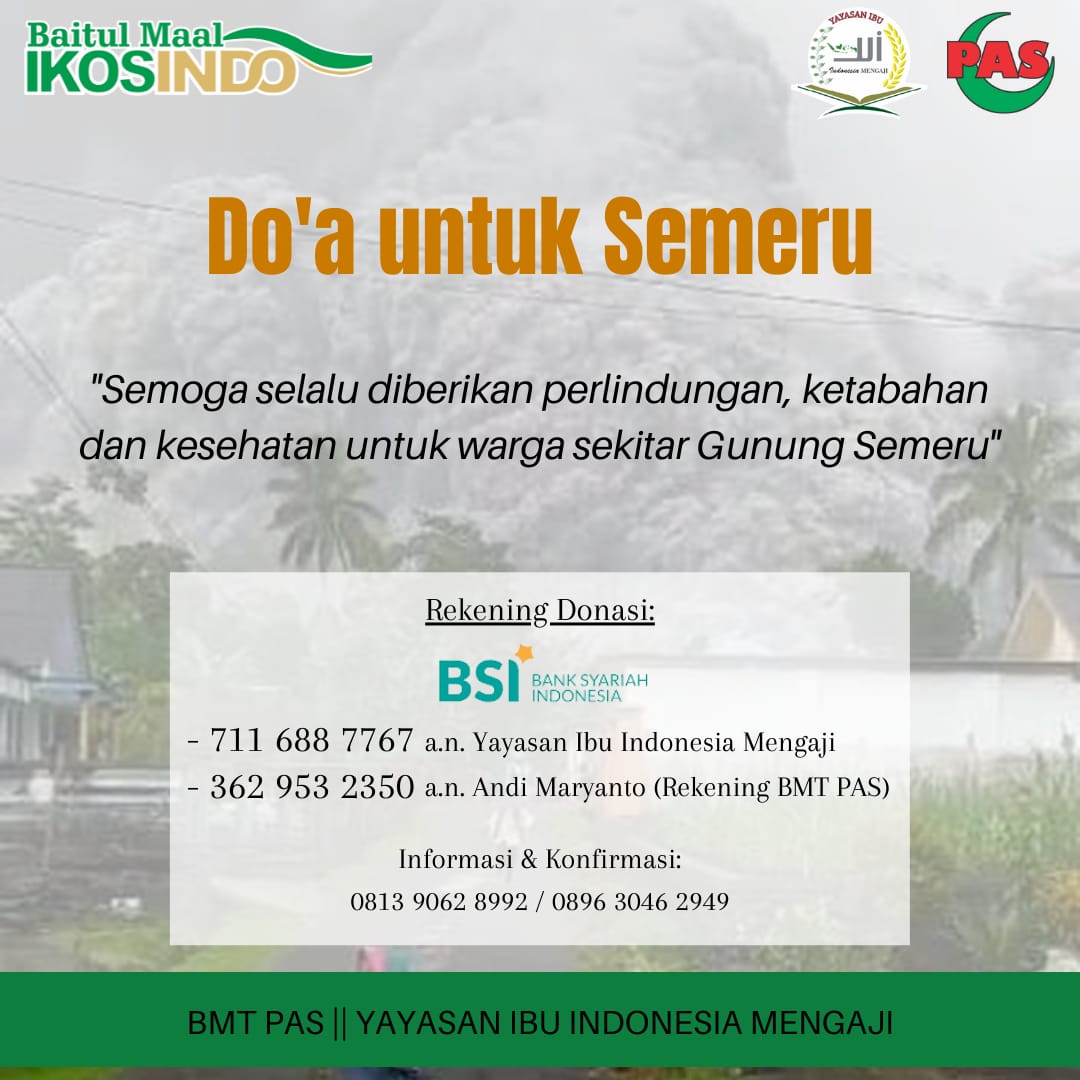 Baitul Maal
IKOSINDO
YAYASAN IBU
Indonesia MENGAJI
PAS
Do'a untuk Semeru
"Semoga selalu diberikan perlindungan, ketabahan
dan kesehatan untuk warga sekitar Gunung Semeru"
Rekening Donasi:
BSI BANK SYARIAH
INDONESIA
- 711 688 7767 a.n. Yayasan Ibu Indonesia Mengaji
- 362 953 2350 a.n. Andi Maryanto (Rekening BMT PAS)
Informasi & Konfirmasi:
0813 9062 8992 / 0896 3046 2949
BMT PAS || YAYASAN IBU INDONESIA MENGAJI